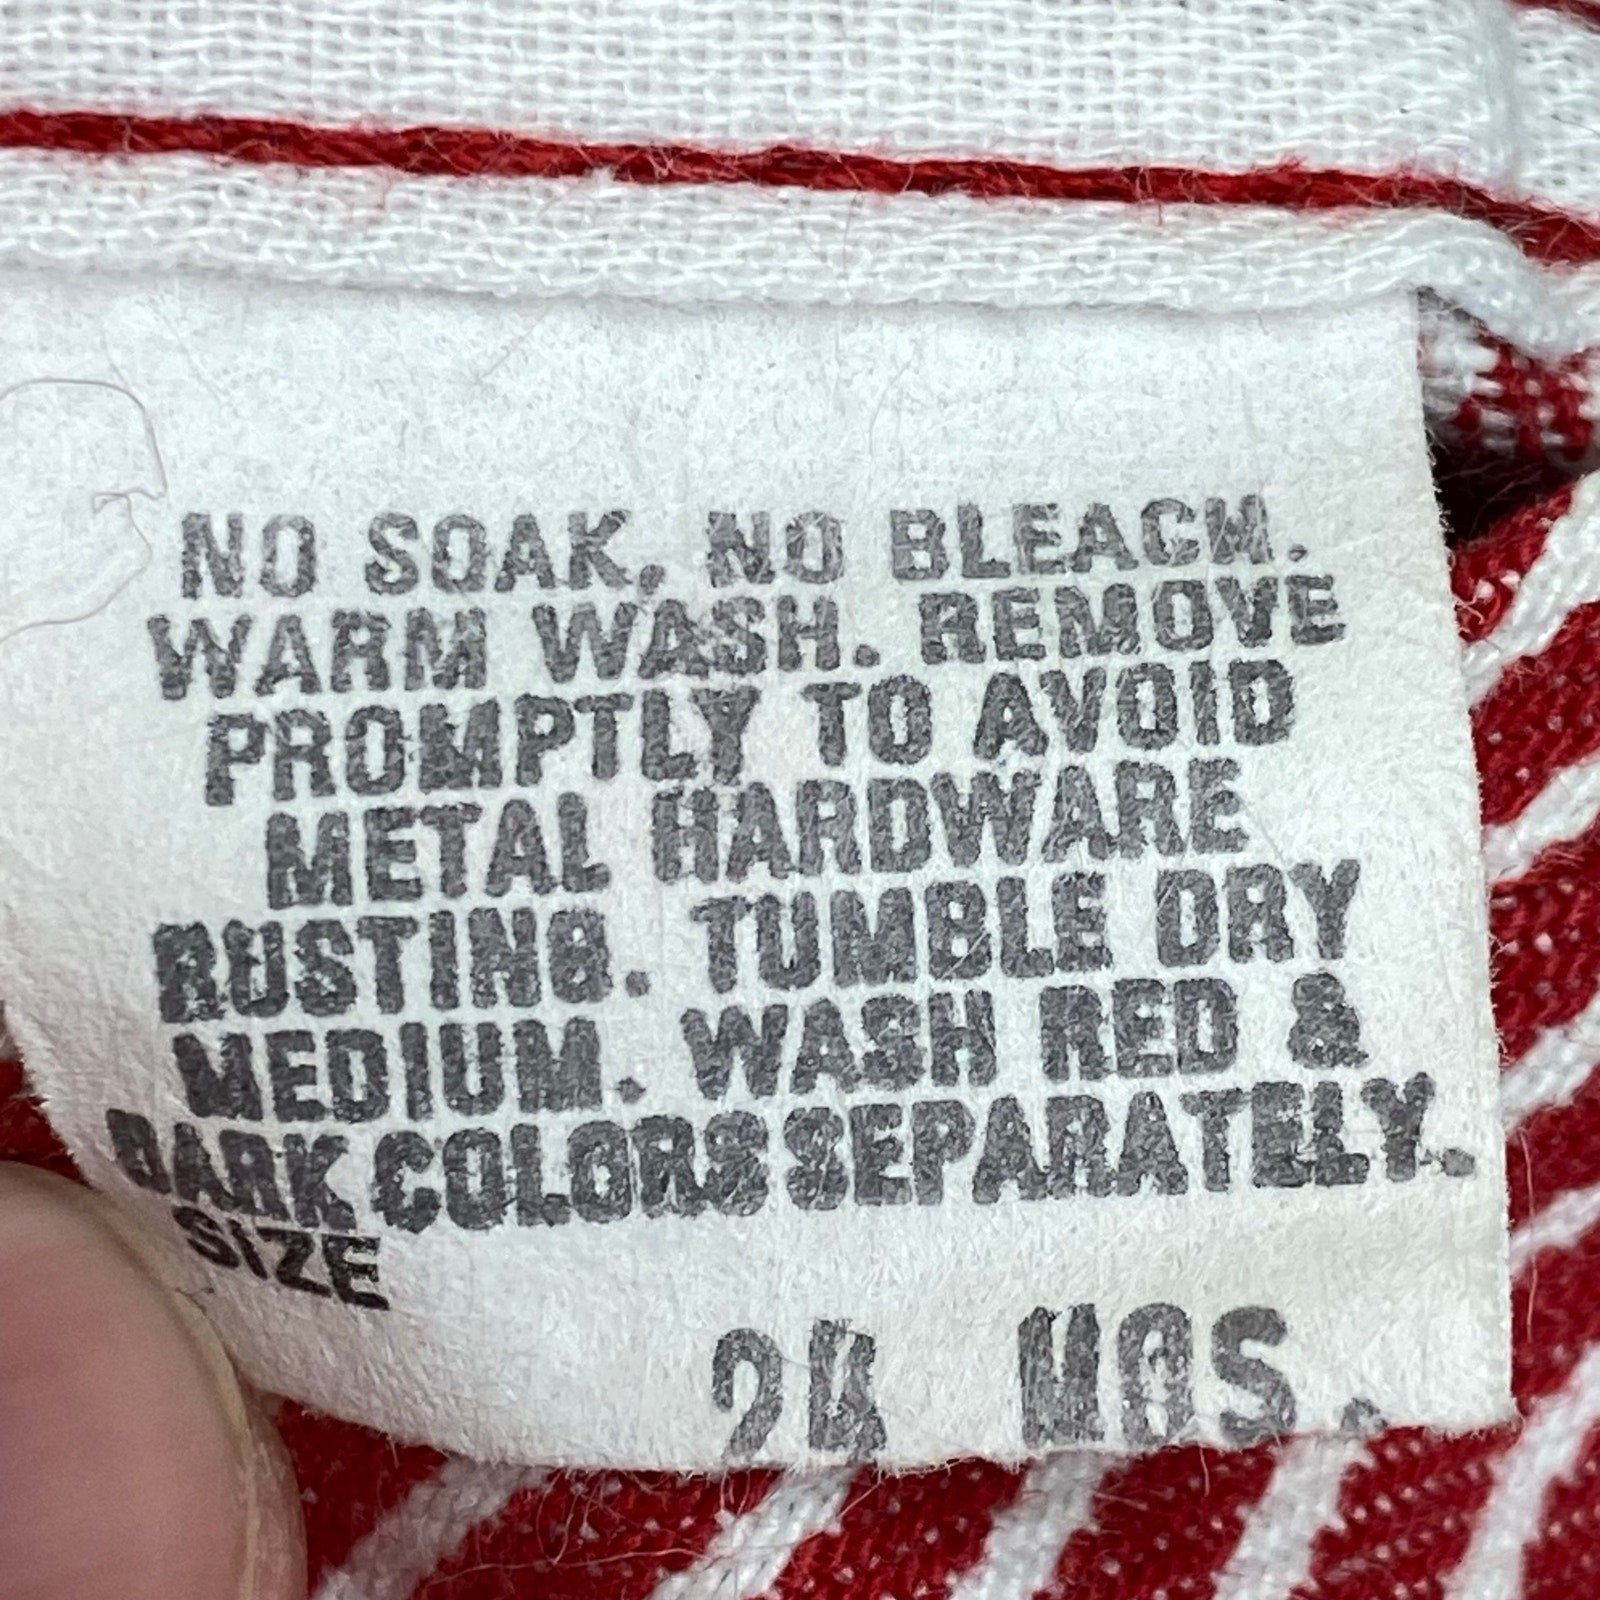 NO SOAK, NO BLEACH.
WARM WASH. REMOVE
PROMPTLY TO AVOID
METAL HARDWARE
RUSTING. TUMBLE DRY
MEDIUM. WASH RED &
DARK COLORS SEPARATELY.
SIZE
24 MOS.